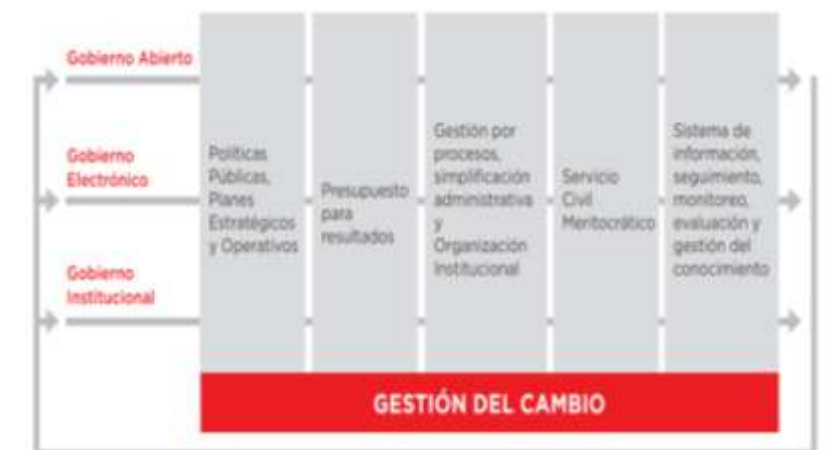 Gobierno Abierto
Gobierno
Electrónico
Gobierno
Institucional
Políticas
Públicas,
Planes
Estratégicos
y Operativos
Presupuesto
para
resultados
Gestión por
procesos,
simplificación
administrativa
y
Organización
Institucional
Servicio
Civil
Meritocrático
Sistema de
información,
seguimiento,
monitoreo,
evaluación y
gestión del
conocimiento
GESTIÓN DEL CAMBIO